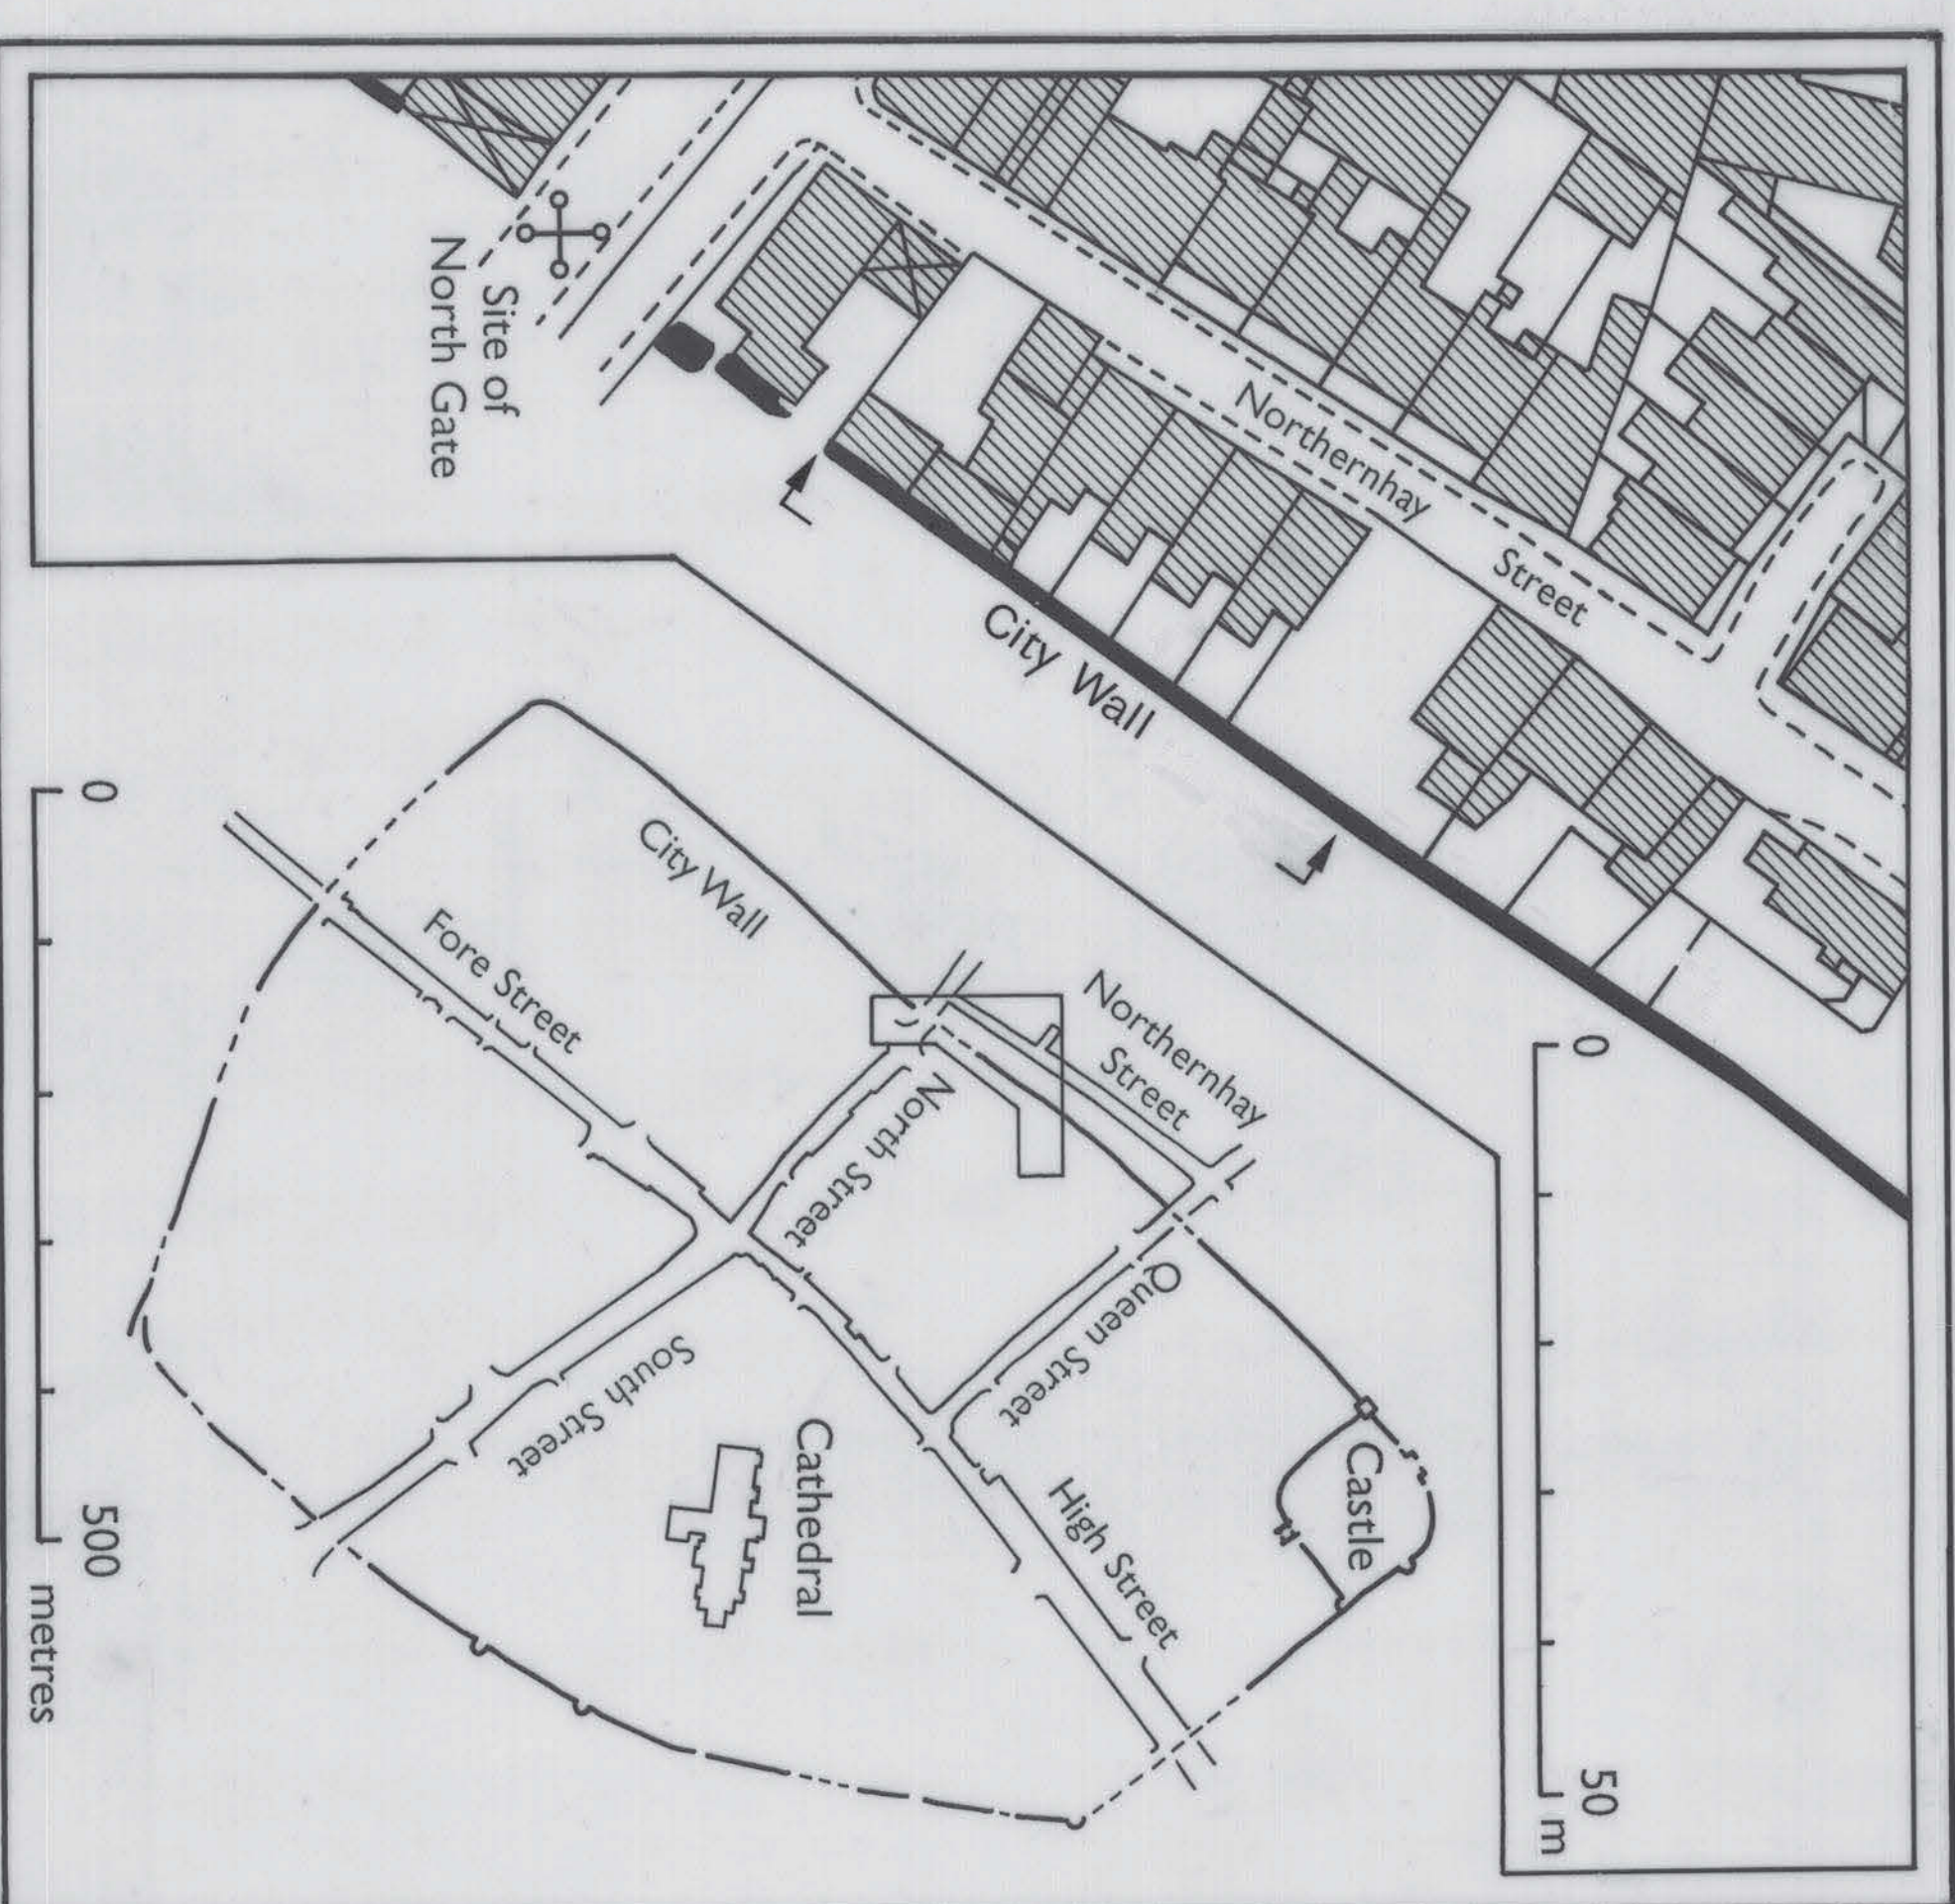 Site of
North Gate
Northernhay
Street
City Wall
0
50
m
City Wall
Northernhay
Street
North Street
Fore Street
Queen Street
South Street
Cathedral
High Street
Castle
0
500
metres